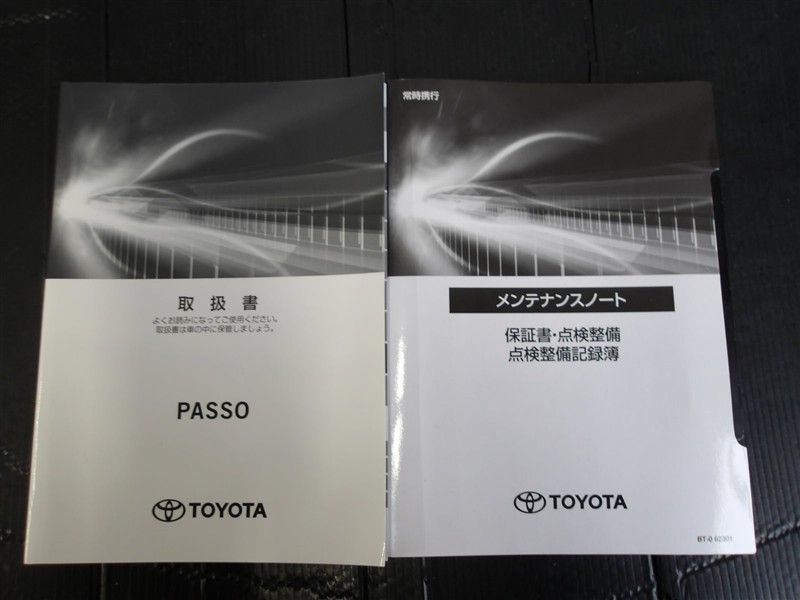 取扱書
よくお読みになってご使用ください。
取扱書は車の中に保管しましょう。
PASSO
TOYOTA
常時携行
メンテナンスノート
保証書・点検整備
点検整備記録簿
TOYOTA
BT-0 62301